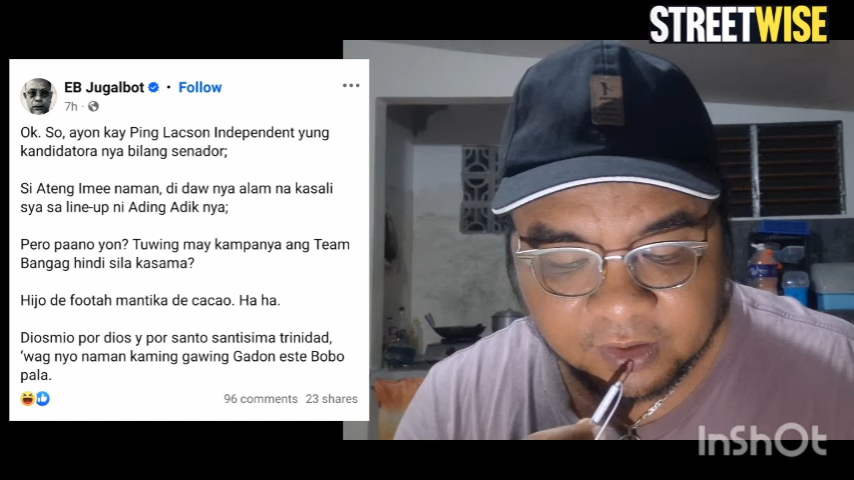 STREETWISE
EB Jugalbot • Follow
7h ·
Ok. So, ayon kay Ping Lacson Independent yung
kandidatora nya bilang senador;
Si Ateng Imee naman, di daw nya alam na kasali
sya sa line-up ni Ading Adik nya;
Pero paano yon? Tuwing may kampanya ang Team
Bangag hindi sila kasama?
Hijo de footah mantika de cacao. Ha ha.
Diosmio por dios y por santo santisima trinidad,
‘wag nyo naman kaming gawing Gadon este Bobo
pala.
96 comments 23 shares
InShOt